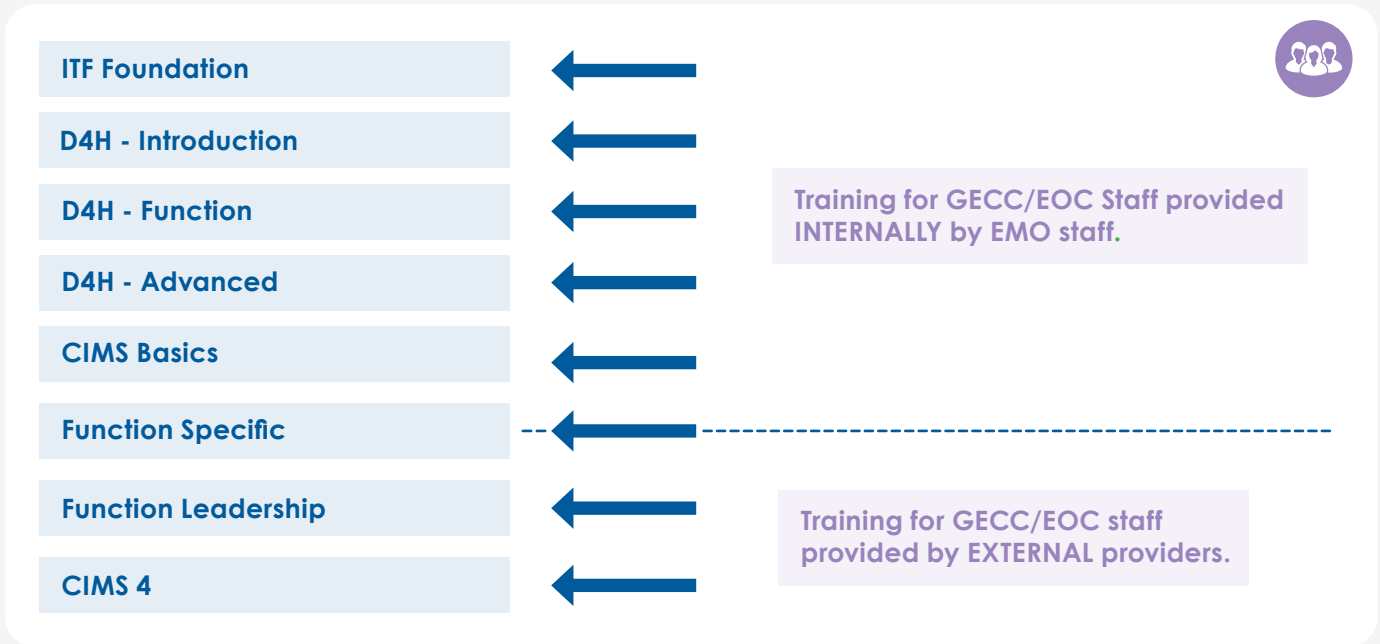 ITF Foundation
D4H - Introduction
D4H - Function
D4H - Advanced
CIMS Basics
Function Specific
Function Leadership
CIMS 4
Training for GECC/EOC Staff provided
INTERNALLY by EMO staff.
Training for GECC/EOC staff
provided by EXTERNAL providers.